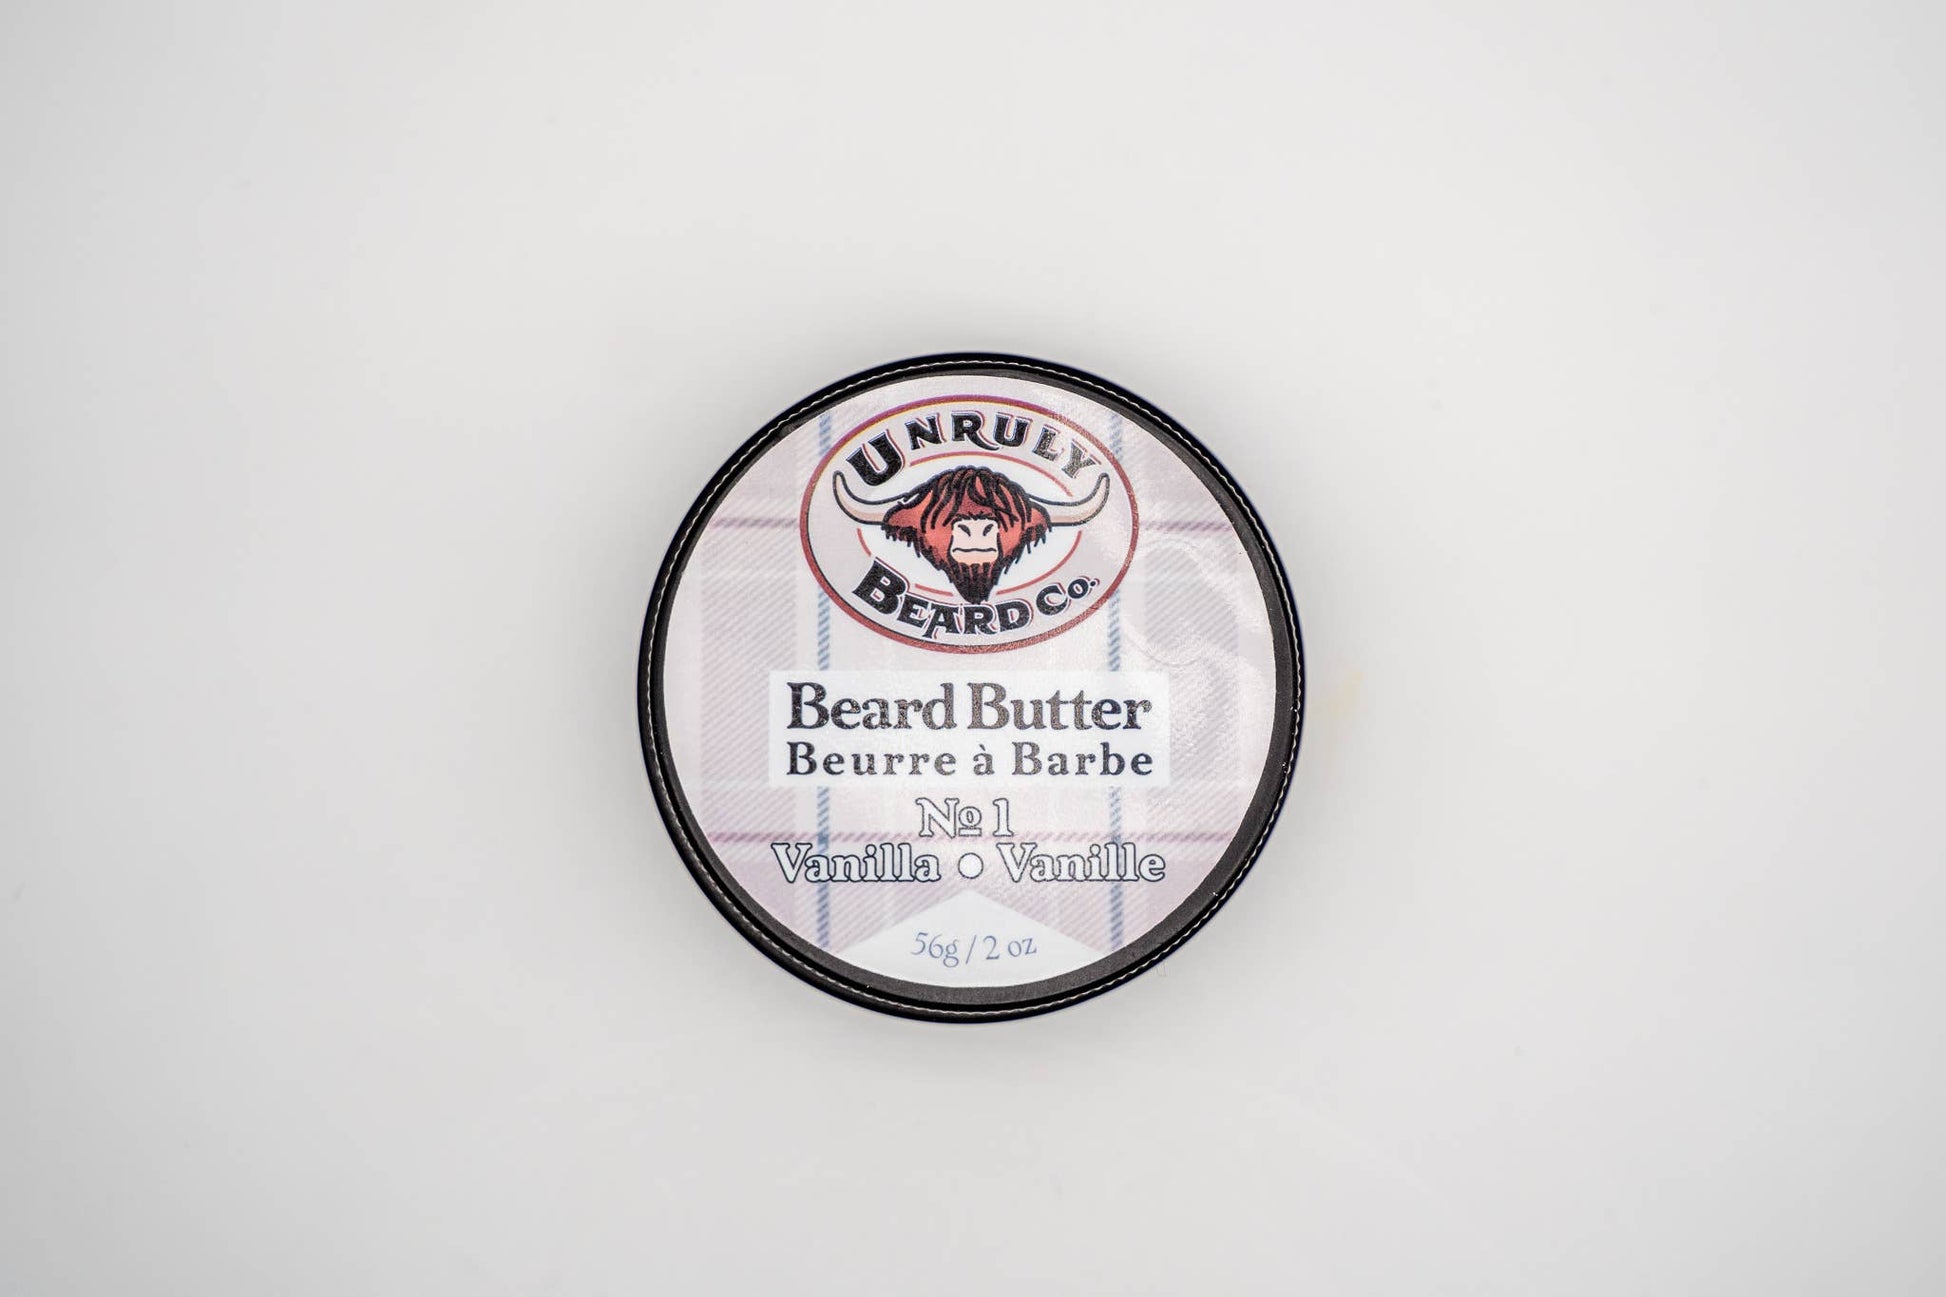 UNRULY
BEARD CO.
Beard Butter
Beurre à Barbe
№ 1
Vanilla • Vanille
56g / 2 oz